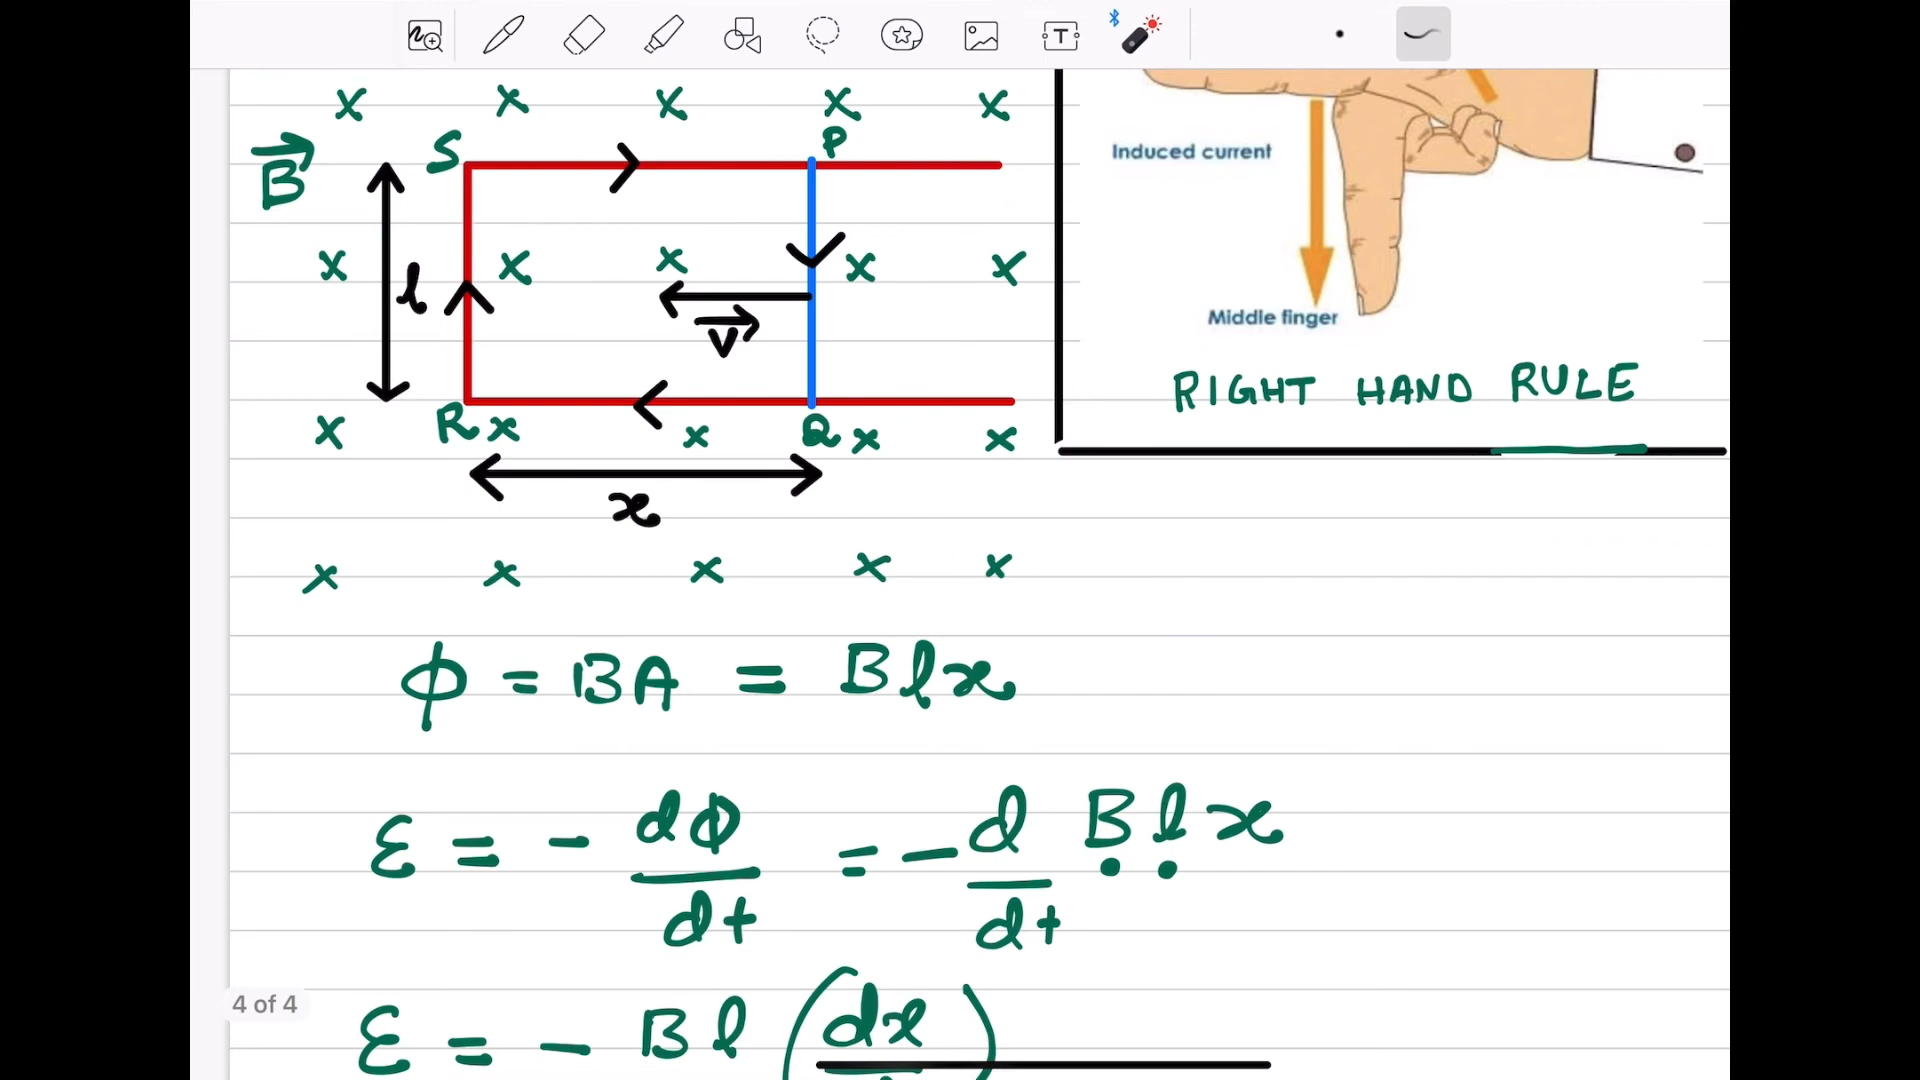 x x x x x
B S P
Induced current
x l x x x x
v
Middle finger
RIGHT HAND RULE
x R x x Q x x
x
x x x x x
ϕ = BA = Blx
ε = - dϕ/dt = - d/dt Blx
4 of 4
ε = - Bl (dx